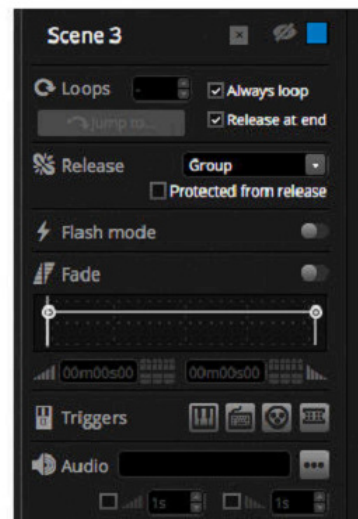 Scene 3
Loops - Always loop
Jump to... Release at end
Release Group
Protected from release
Flash mode
Fade
00m00s00 00m00s00
Triggers
Audio ...
1s 1s